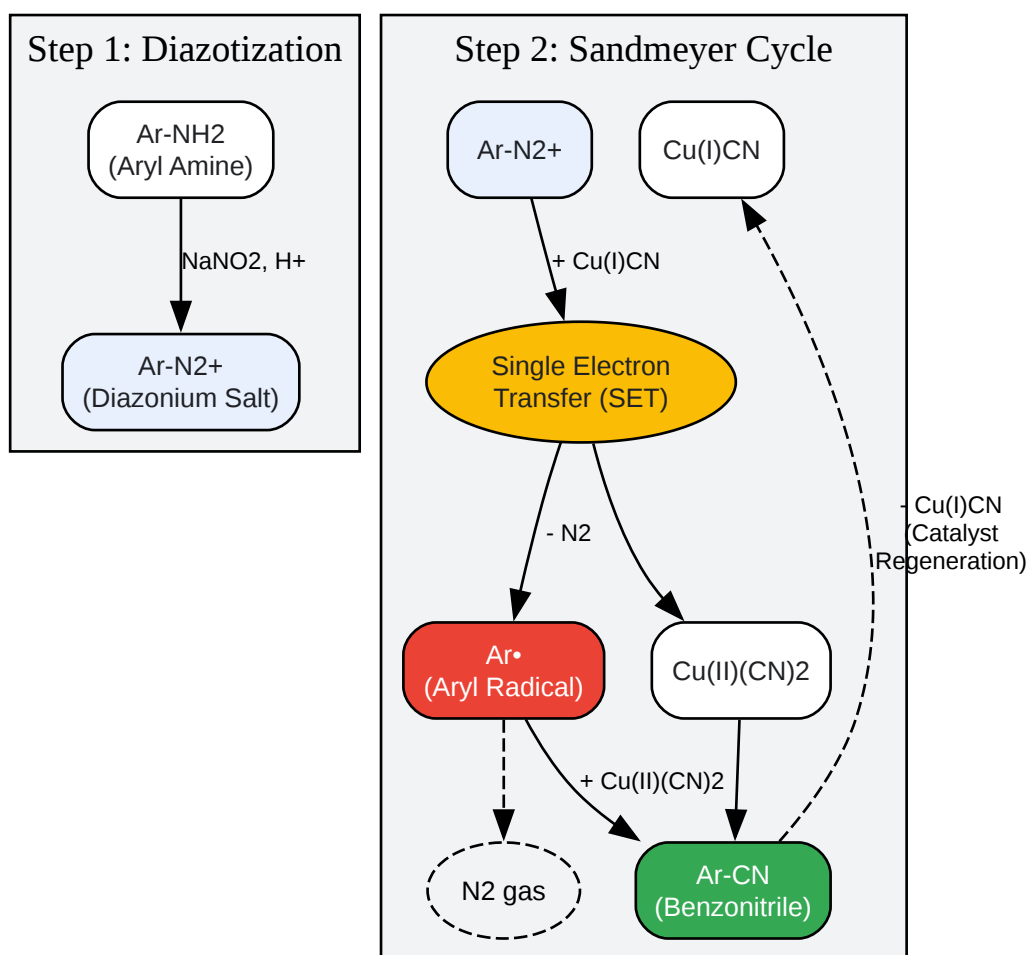 Step 1: Diazotization
Ar-NH2
(Aryl Amine)
NaNO2, H+
Ar-N2+
(Diazonium Salt)
Step 2: Sandmeyer Cycle
Ar-N2+
Cu(I)CN
+ Cu(I)CN
Single Electron
Transfer (SET)
- N2
- Cu(I)CN
(Catalyst
Regeneration)
Ar•
(Aryl Radical)
Cu(II)(CN)2
+ Cu(II)(CN)2
N2 gas
Ar-CN
(Benzonitrile)